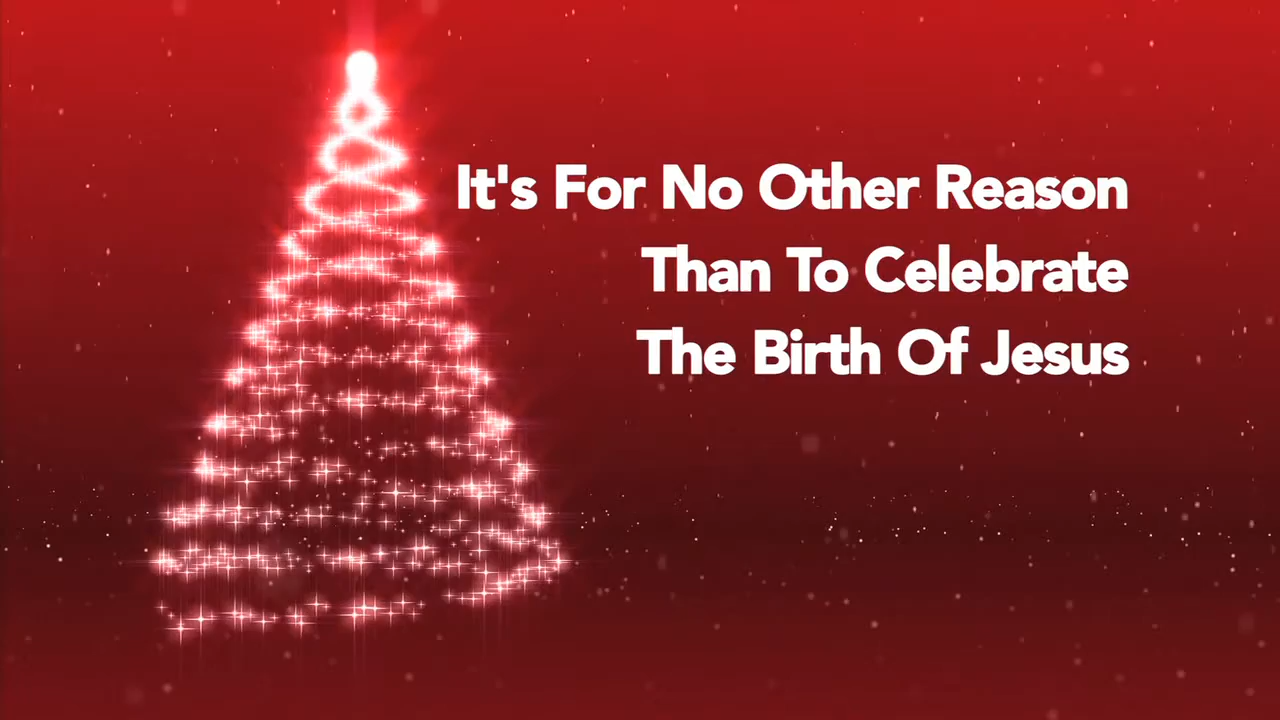 It's For No Other Reason
Than To Celebrate
The Birth Of Jesus